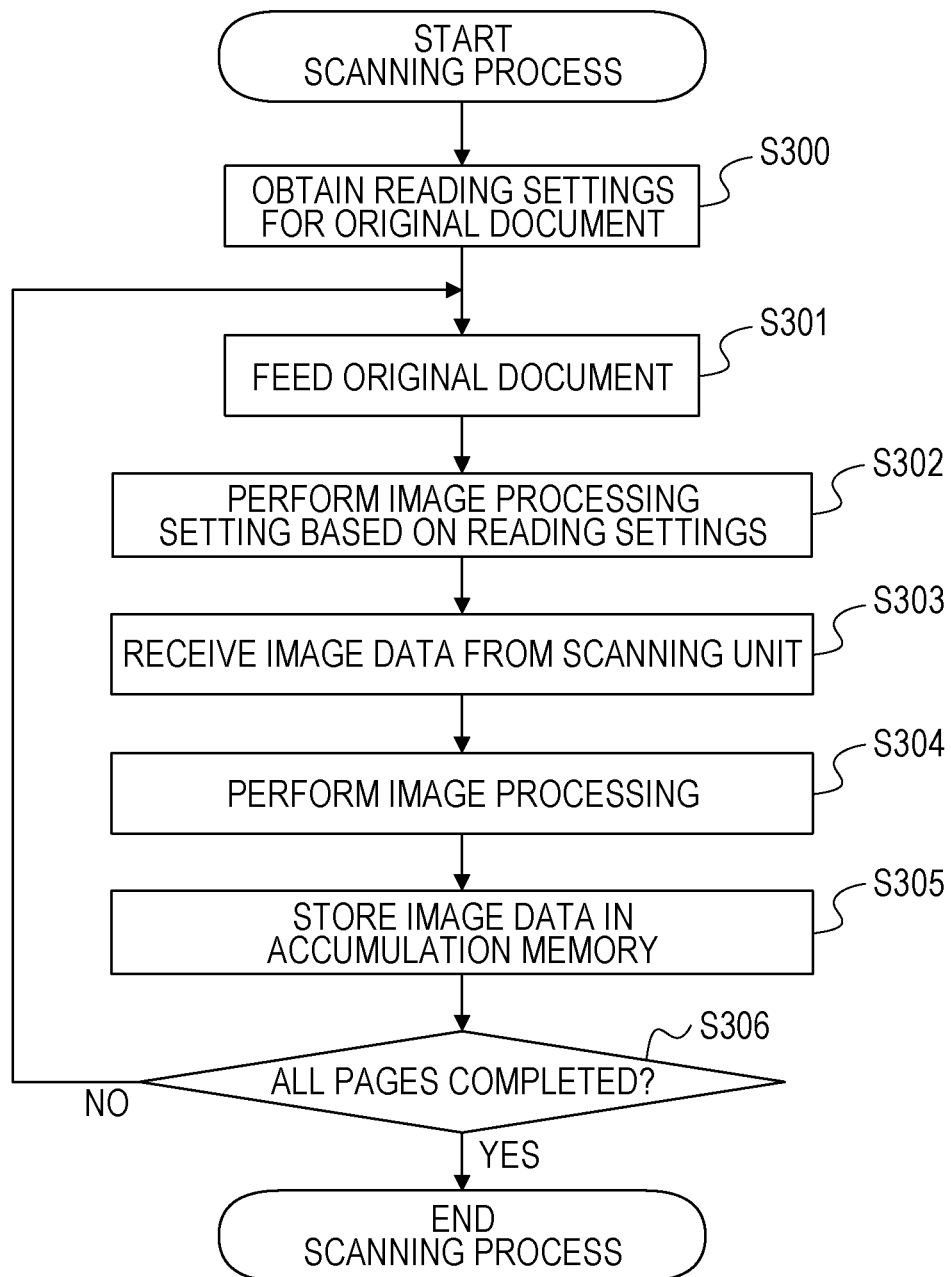 START
SCANNING PROCESS
S300
OBTAIN READING SETTINGS
FOR ORIGINAL DOCUMENT
S301
FEED ORIGINAL DOCUMENT
S302
PERFORM IMAGE PROCESSING
SETTING BASED ON READING SETTINGS
S303
RECEIVE IMAGE DATA FROM SCANNING UNIT
S304
PERFORM IMAGE PROCESSING
S305
STORE IMAGE DATA IN
ACCUMULATION MEMORY
S306
ALL PAGES COMPLETED?
NO
YES
END
SCANNING PROCESS